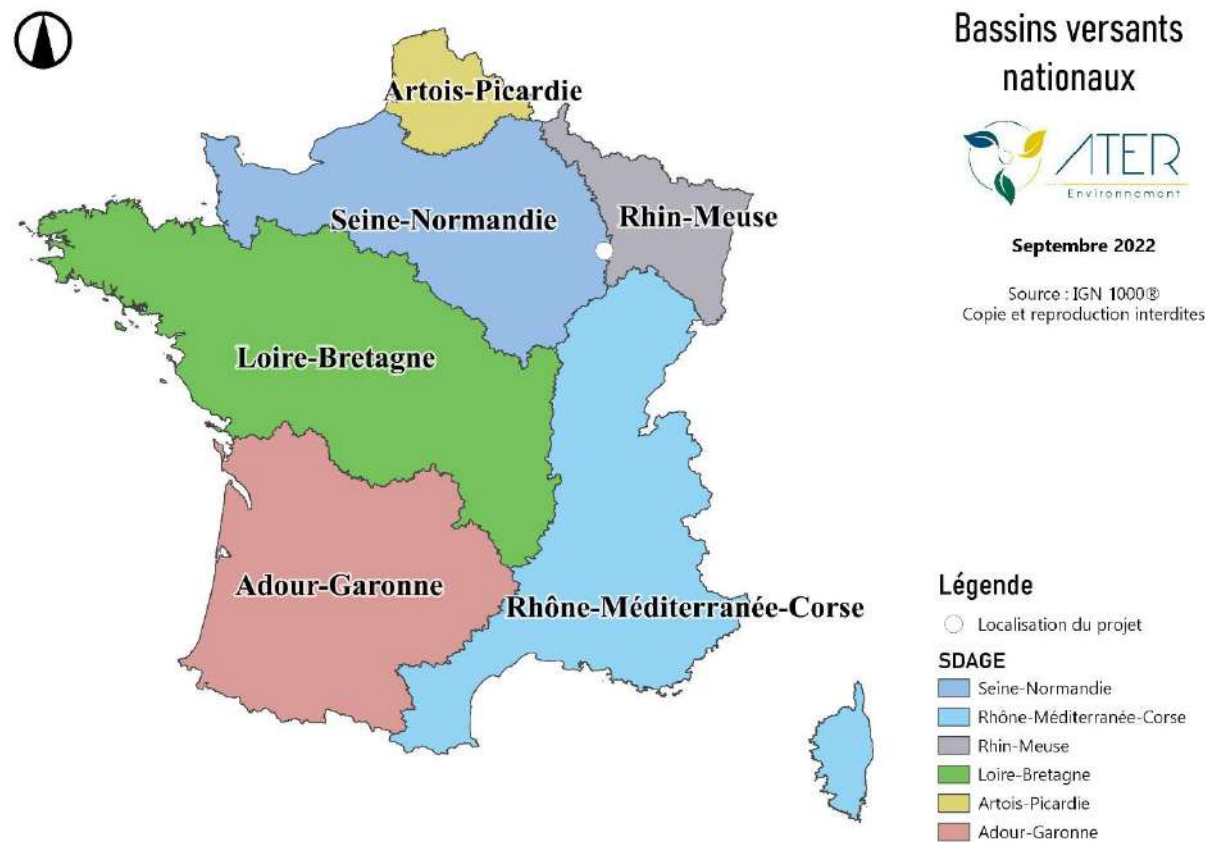 Bassins versants
nationaux
ATER
Environnement
Septembre 2022
Source : IGN 1000®
Copie et reproduction interdites
Artois-Picardie
Seine-Normandie
Rhin-Meuse
Loire-Bretagne
Adour-Garonne
Rhône-Méditerranée-Corse
Légende
Localisation du projet
SDAGE
Seine-Normandie
Rhône-Méditerranée-Corse
Rhin-Meuse
Loire-Bretagne
Artois-Picardie
Adour-Garonne